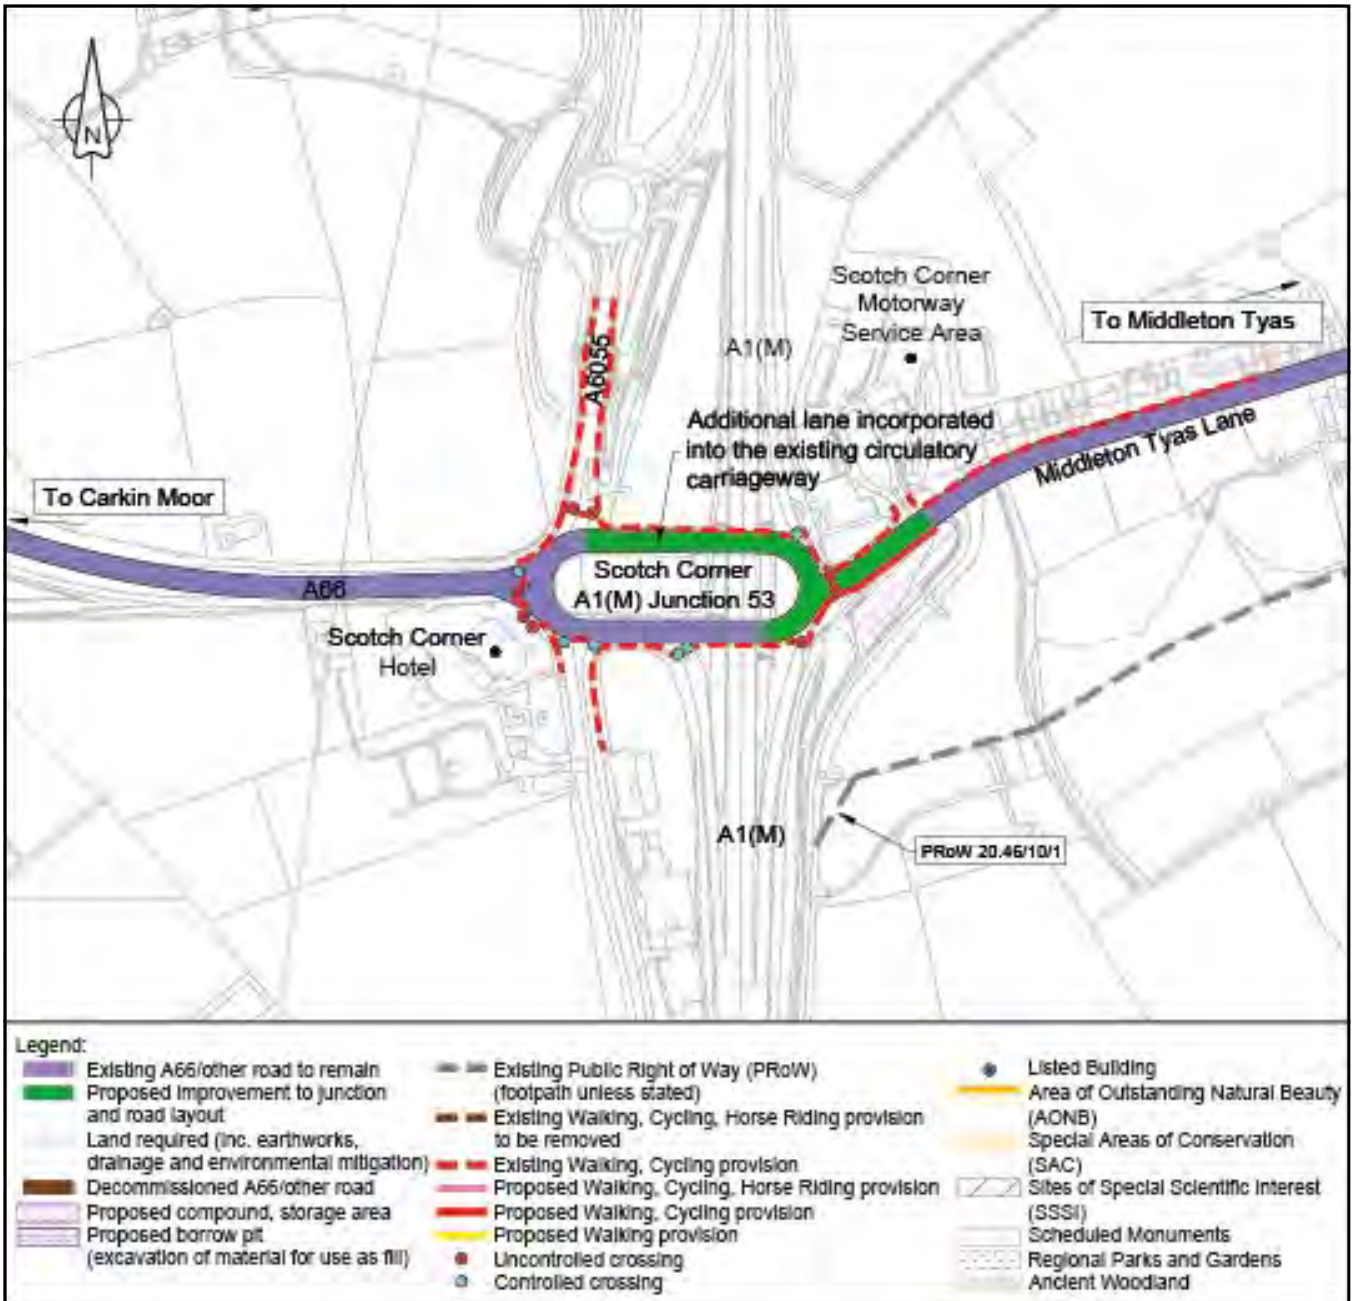 N
Scotch Corner
Motorway
Service Area
To Middleton Tyas
A1(M)
A6055
Additional lane incorporated
into the existing circulatory
carriageway
Middleton Tyas Lane
To Carkin Moor
Scotch Corner
A1(M) Junction 53
A66
Scotch Corner
Hotel
A1(M)
PRoW 20.46/10/1
Legend:
Existing A66/other road to remain
Proposed improvement to junction
and road layout
Land required (inc. earthworks,
drainage and environmental mitigation)
Decommissioned A66/other road
Proposed compound, storage area
Proposed borrow pit
(excavation of material for use as fill)
Existing Public Right of Way (PRoW)
(footpath unless stated)
Existing Walking, Cycling, Horse Riding provision
to be removed
Existing Walking, Cycling provision
Proposed Walking, Cycling, Horse Riding provision
Proposed Walking, Cycling provision
Proposed Walking provision
Uncontrolled crossing
Controlled crossing
Listed Building
Area of Outstanding Natural Beauty
(AONB)
Special Areas of Conservation
(SAC)
Sites of Special Scientific Interest
(SSSI)
Scheduled Monuments
Regional Parks and Gardens
Ancient Woodland